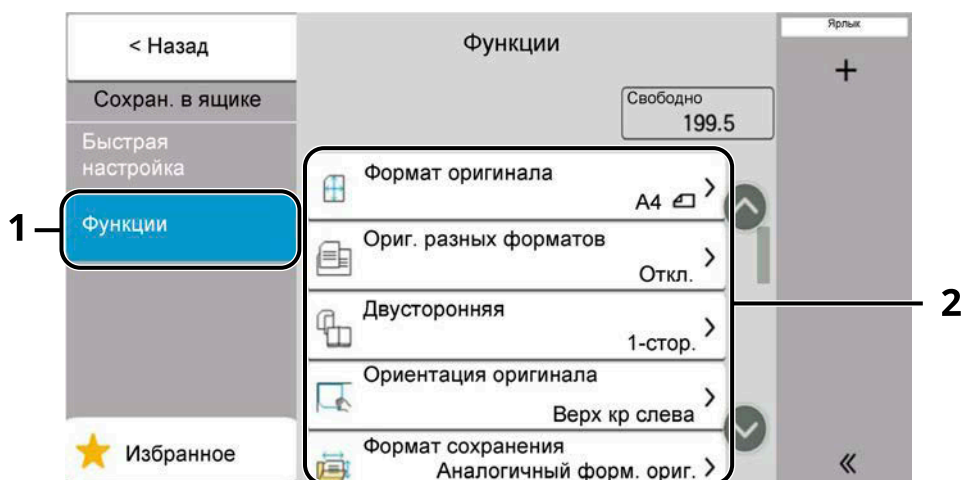 < Назад
Функции
Ярлык
+
Сохран. в ящике
Свободно
199.5
Быстрая
настройка
Формат оригинала
A4
1
Функции
Ориг. разных форматов
Откл.
2
Двусторонняя
1-стор.
Ориентация оригинала
Верх кр слева
Избранное
Формат сохранения
Аналогичный форм. ориг.
«